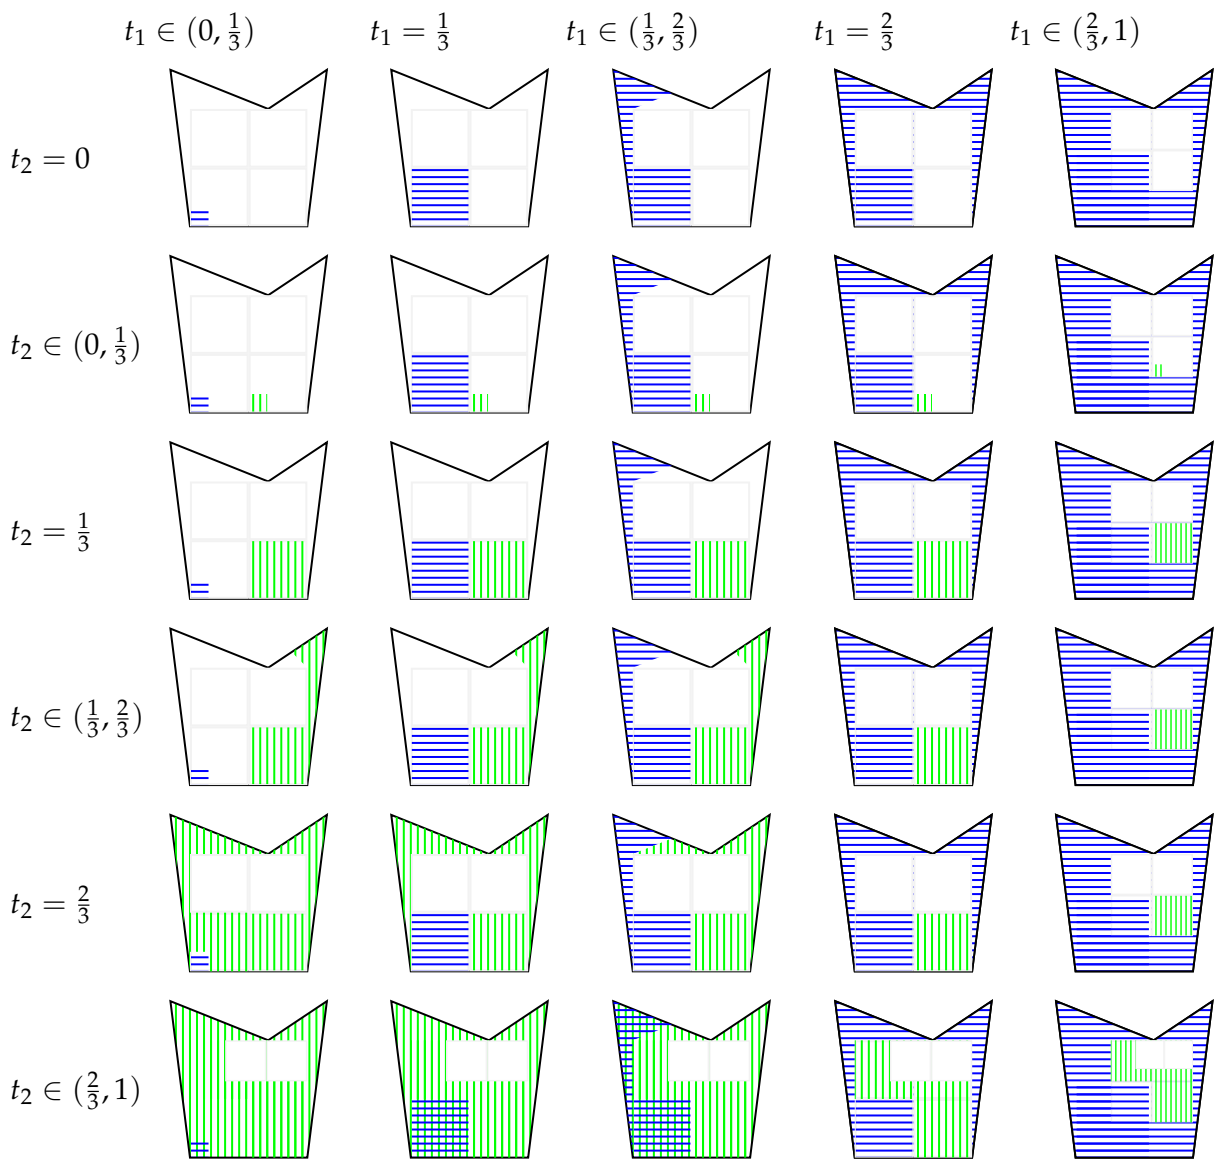 t₁ ∈ (0, 1/3) t₁ = 1/3 t₁ ∈ (1/3, 2/3) t₁ = 2/3 t₁ ∈ (2/3, 1)
t₂ = 0
t₂ ∈ (0, 1/3)
t₂ = 1/3
t₂ ∈ (1/3, 2/3)
t₂ = 2/3
t₂ ∈ (2/3, 1)